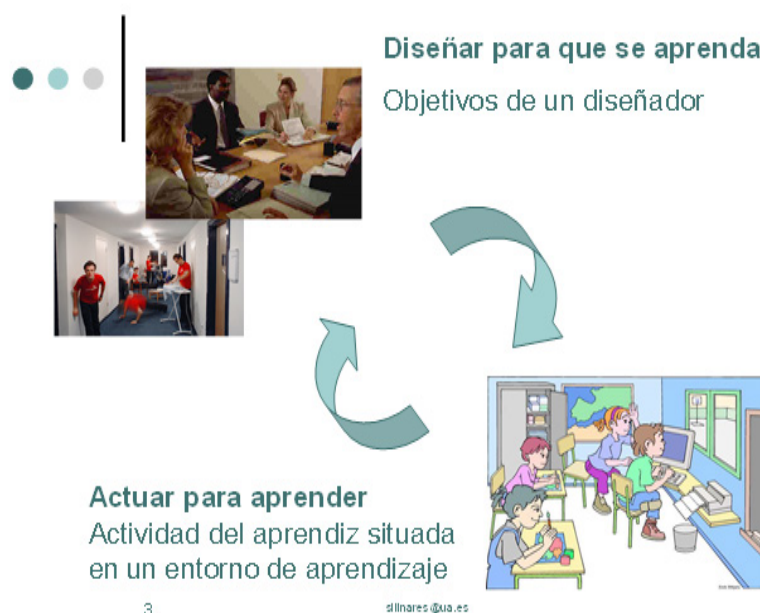 Diseñar para que se aprenda
Objetivos de un diseñador
Actuar para aprender
Actividad del aprendiz situada
en un entorno de aprendizaje
3
sllinares@ua.es